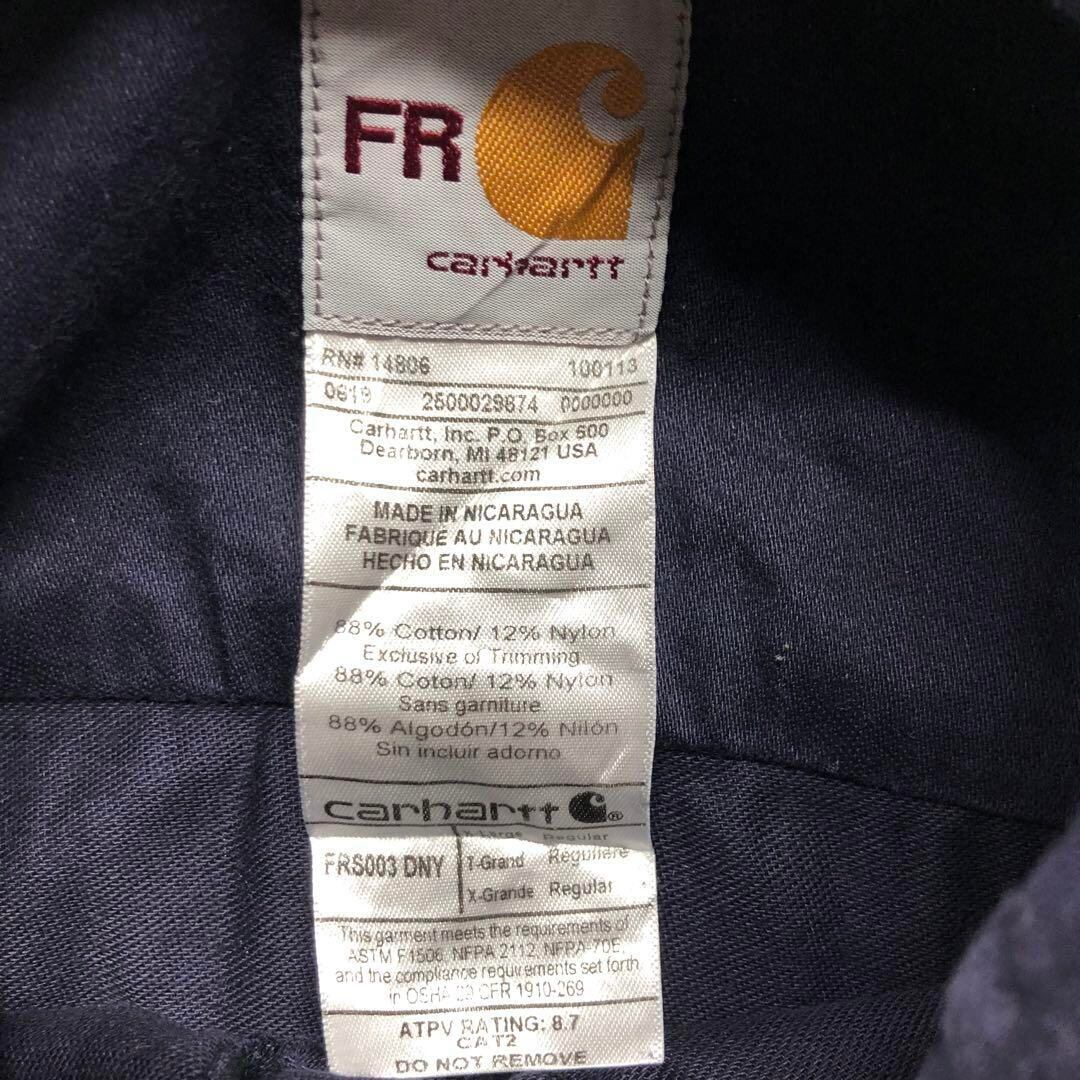 FR
carhartt
RN# 14806 100113
0619 2500029874 0000000
Carhartt, Inc. P.O. Box 500
Dearborn, MI 48121 USA
carhartt.com
MADE IN NICARAGUA
FABRIQUE AU NICARAGUA
HECHO EN NICARAGUA
88% Cotton/ 12% Nylon
Exclusive of Trimming
88% Coton/ 12% Nylon
Sans garniture
88% Algodón/12% Nilón
Sin incluir adorno
carhartt ®
FRS003 DNY
X-Large Regular
T-Grand Régulière
X-Grande Regular
This garment meets the requirements of
ASTM F1506, NFPA 2112, NFPA-70E,
and the compliance requirements set forth
in OSHA 29 CFR 1910-269
ATPV RATING: 8.7
CAT2
DO NOT REMOVE